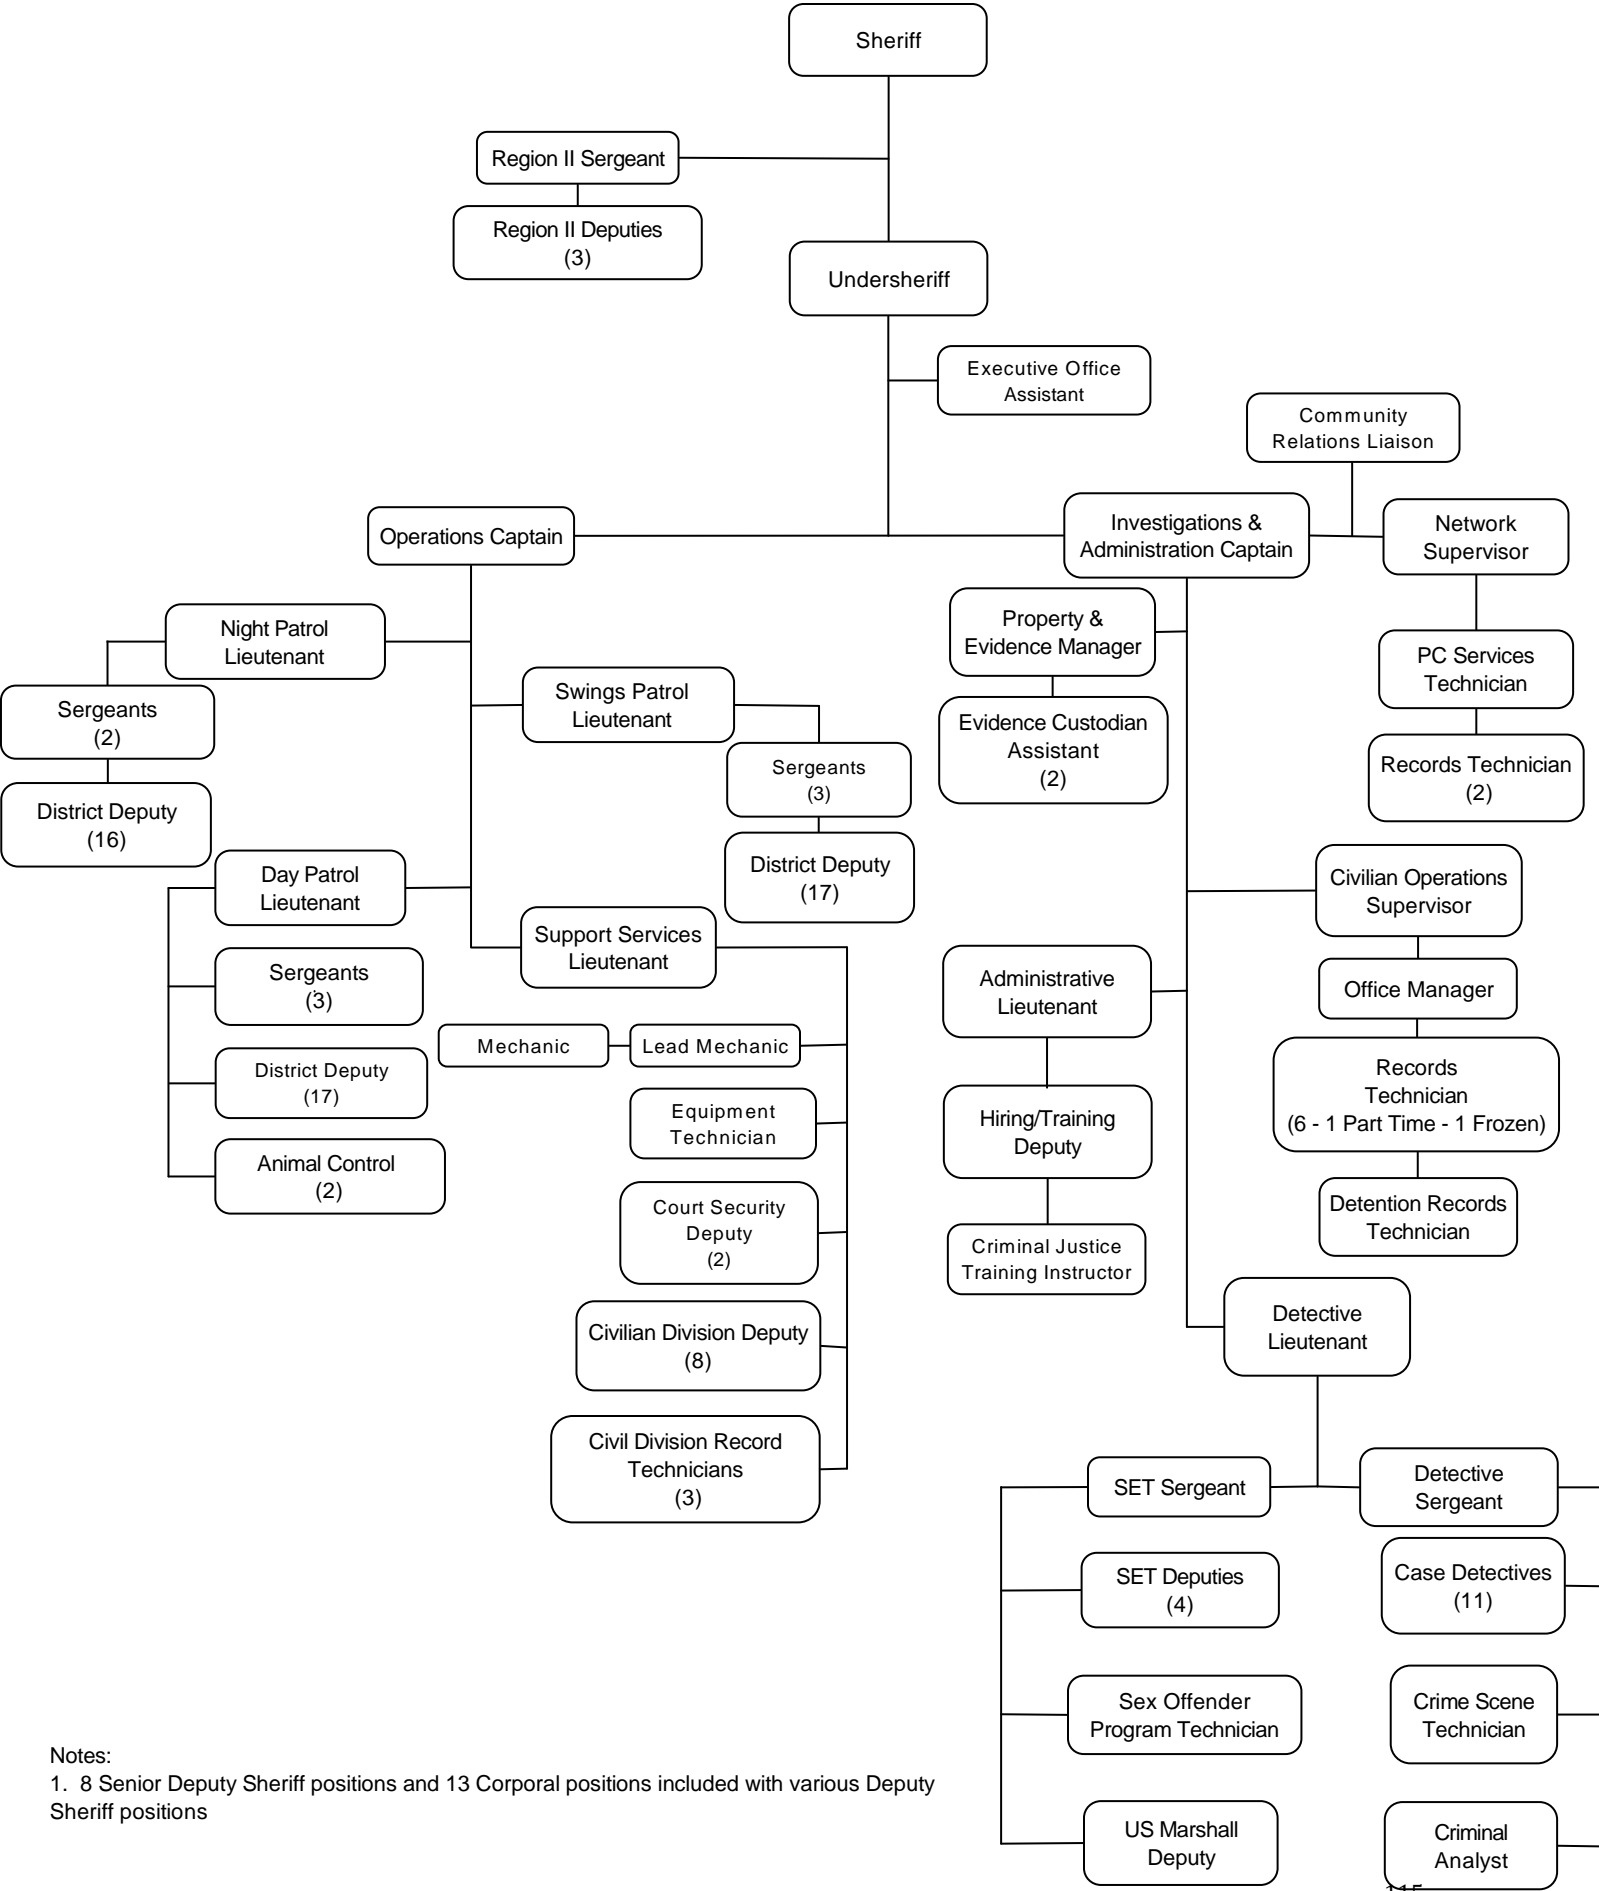 Sheriff
Region II Sergeant
Region II Deputies
(3)
Undersheriff
Executive Office
Assistant
Community
Relations Liaison
Operations Captain
Investigations &
Administration Captain
Network
Supervisor
Night Patrol
Lieutenant
Sergeants
(2)
District Deputy
(16)
Swings Patrol
Lieutenant
Sergeants
(3)
District Deputy
(17)
Day Patrol
Lieutenant
Sergeants
(3)
District Deputy
(17)
Animal Control
(2)
Support Services
Lieutenant
Mechanic
Lead Mechanic
Equipment
Technician
Court Security
Deputy
(2)
Civilian Division Deputy
(8)
Civil Division Record
Technicians
(3)
Property &
Evidence Manager
Evidence Custodian
Assistant
(2)
PC Services
Technician
Records Technician
(2)
Civilian Operations
Supervisor
Office Manager
Records
Technician
(6 - 1 Part Time - 1 Frozen)
Detention Records
Technician
Administrative
Lieutenant
Hiring/Training
Deputy
Criminal Justice
Training Instructor
Detective
Lieutenant
SET Sergeant
SET Deputies
(4)
Sex Offender
Program Technician
US Marshall
Deputy
Detective
Sergeant
Case Detectives
(11)
Crime Scene
Technician
Criminal
Analyst
Notes:
1. 8 Senior Deputy Sheriff positions and 13 Corporal positions included with various Deputy
Sheriff positions
115